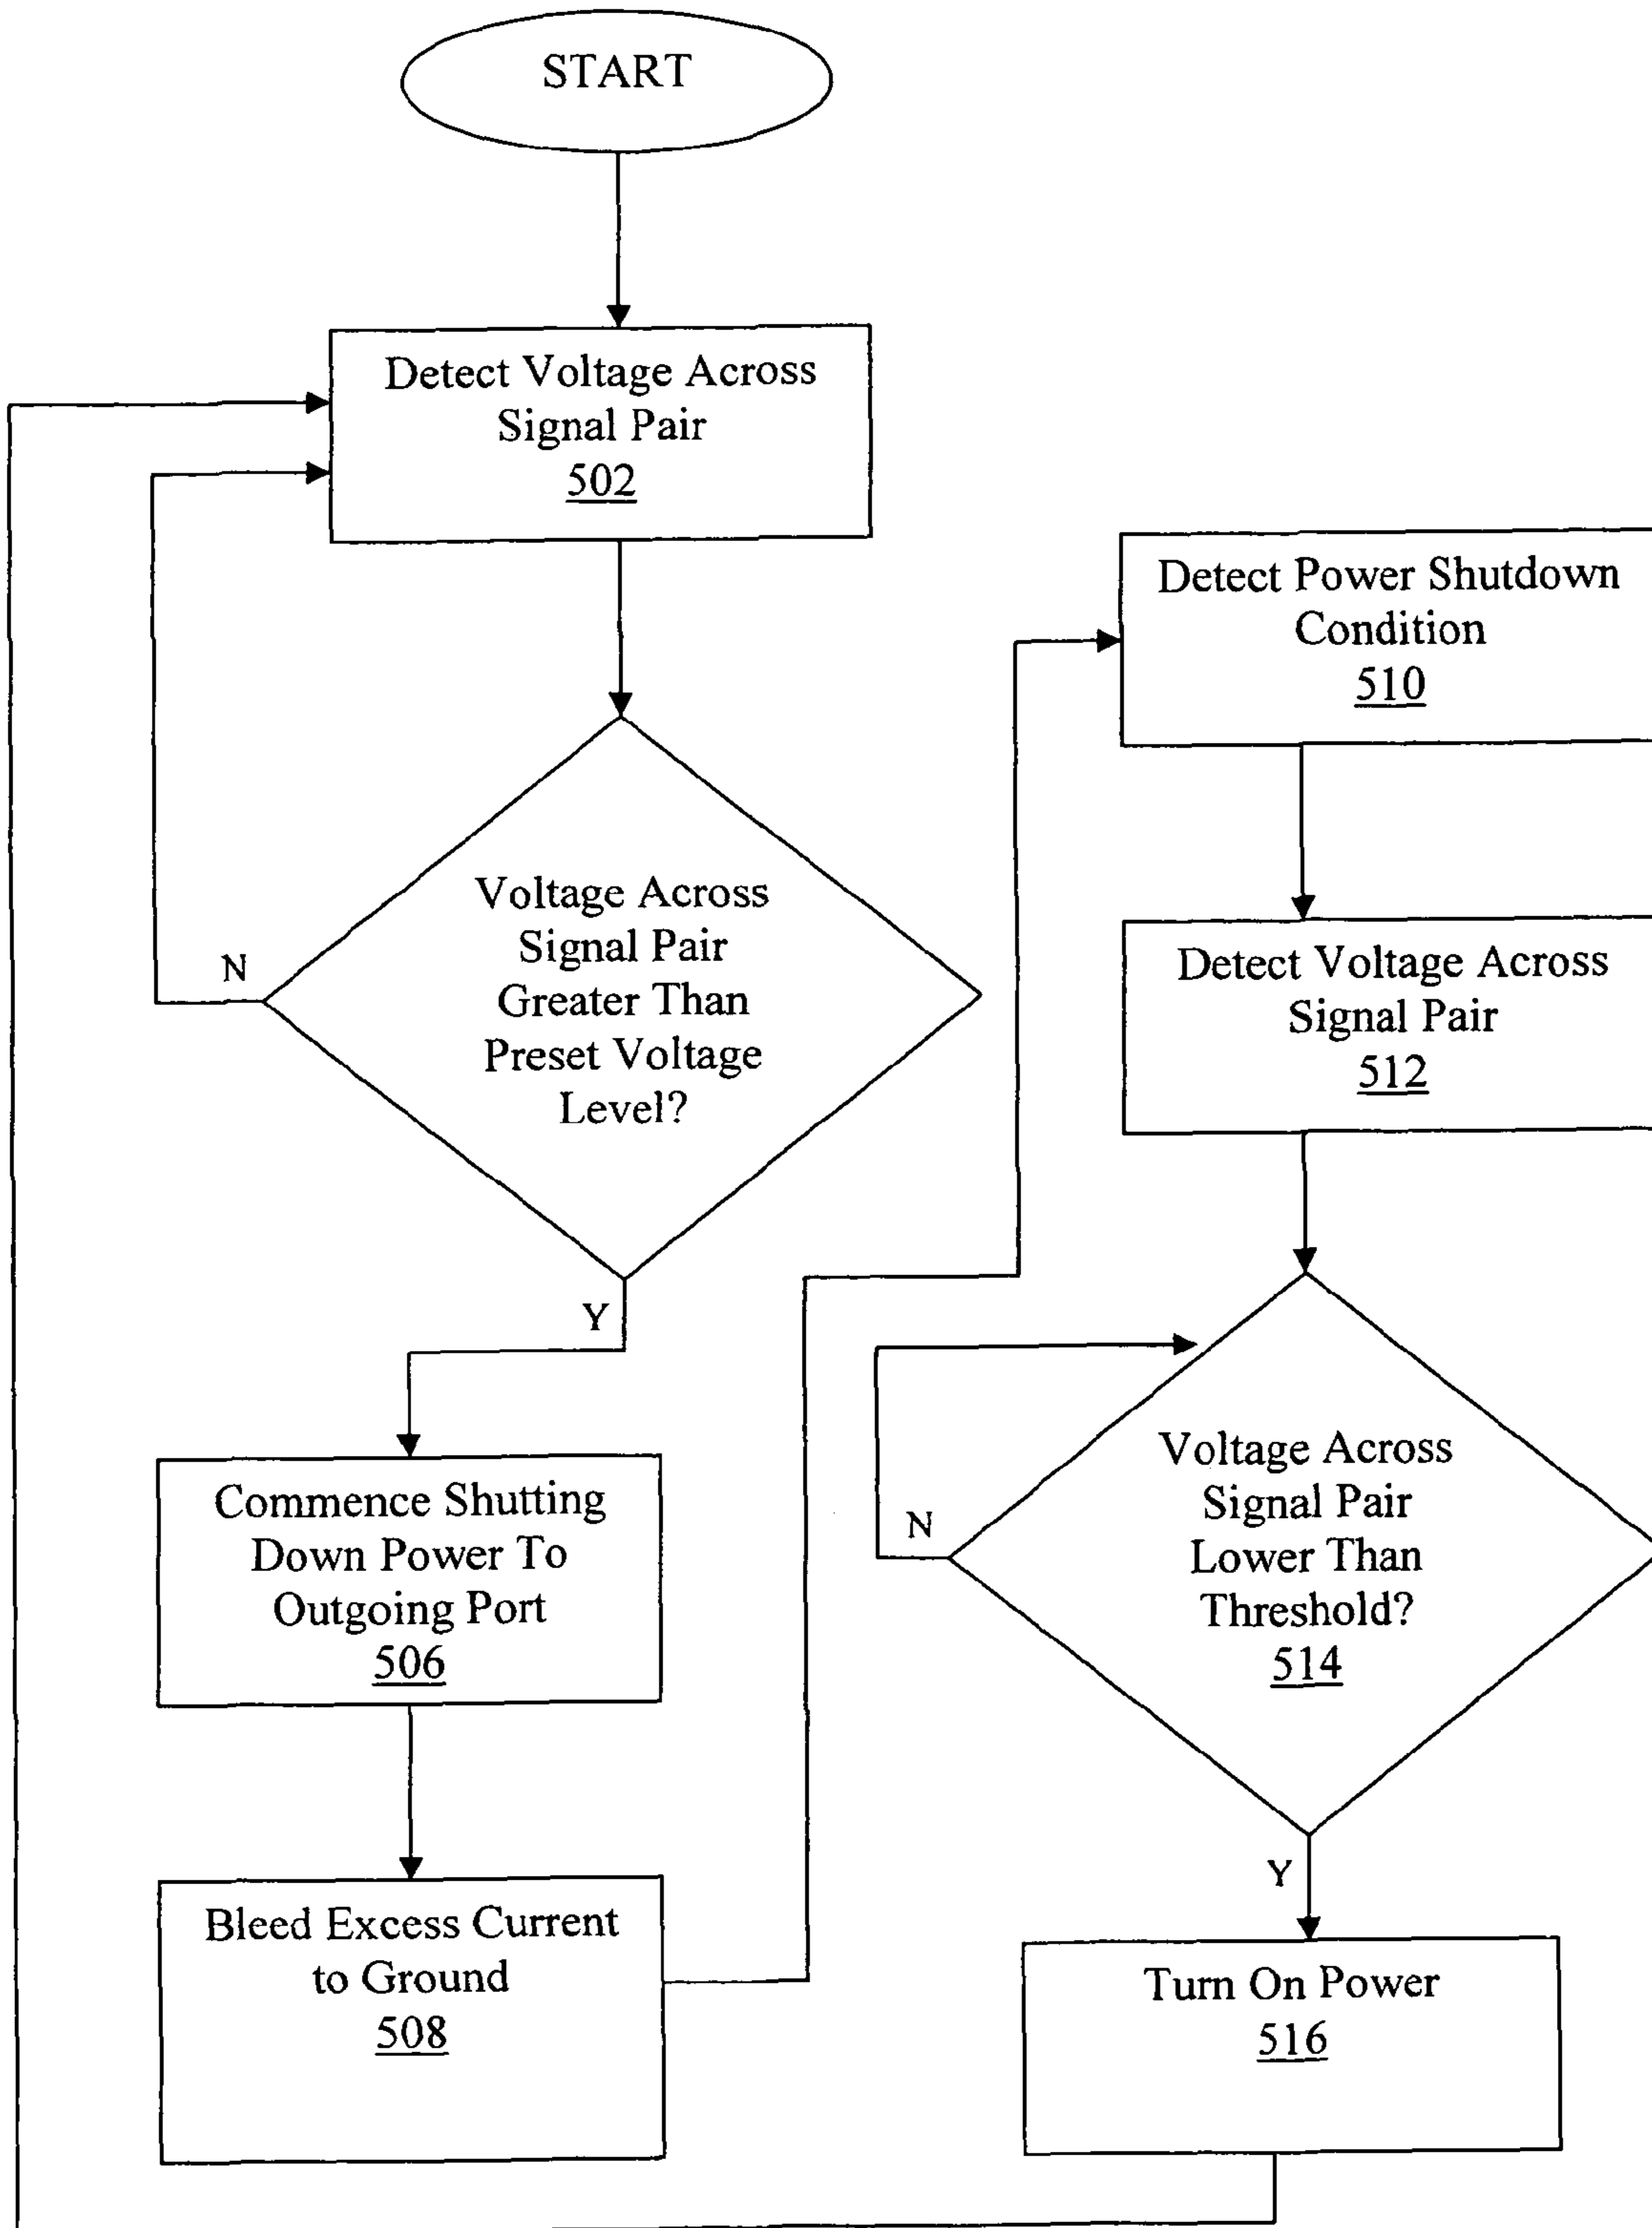 START
Detect Voltage Across
Signal Pair
502
Voltage Across
Signal Pair
Greater Than
Preset Voltage
Level?
N
Y
Commence Shutting
Down Power To
Outgoing Port
506
Bleed Excess Current
to Ground
508
Detect Power Shutdown
Condition
510
Detect Voltage Across
Signal Pair
512
Voltage Across
Signal Pair
Lower Than
Threshold?
514
N
Y
Turn On Power
516